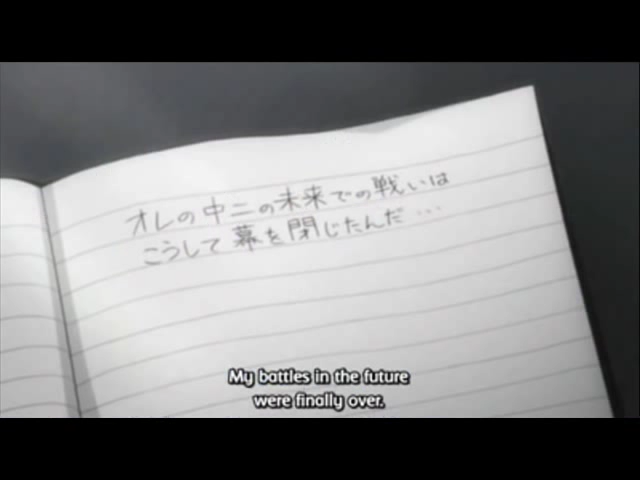 オレの中二の未来での戦いは
こうして幕を閉じたんだ…
My battles in the future
were finally over.